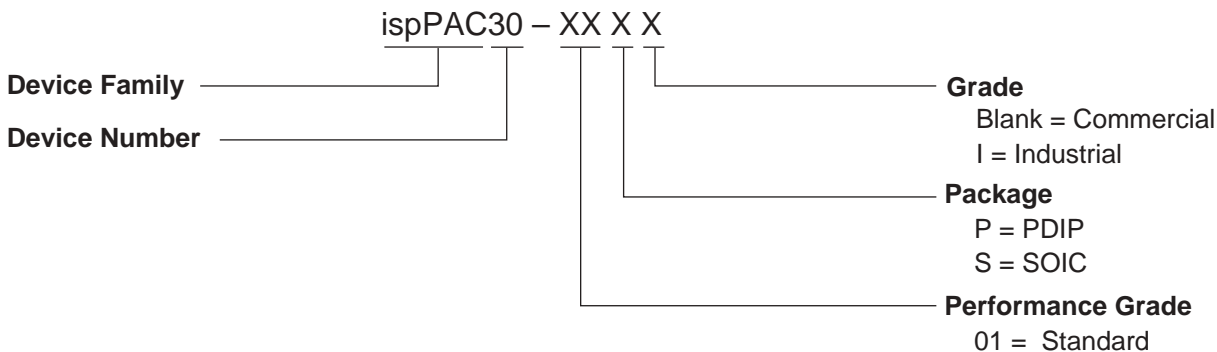 ispPAC30 – XX X X
Device Family
Device Number
Grade
Blank = Commercial
I = Industrial
Package
P = PDIP
S = SOIC
Performance Grade
01 = Standard